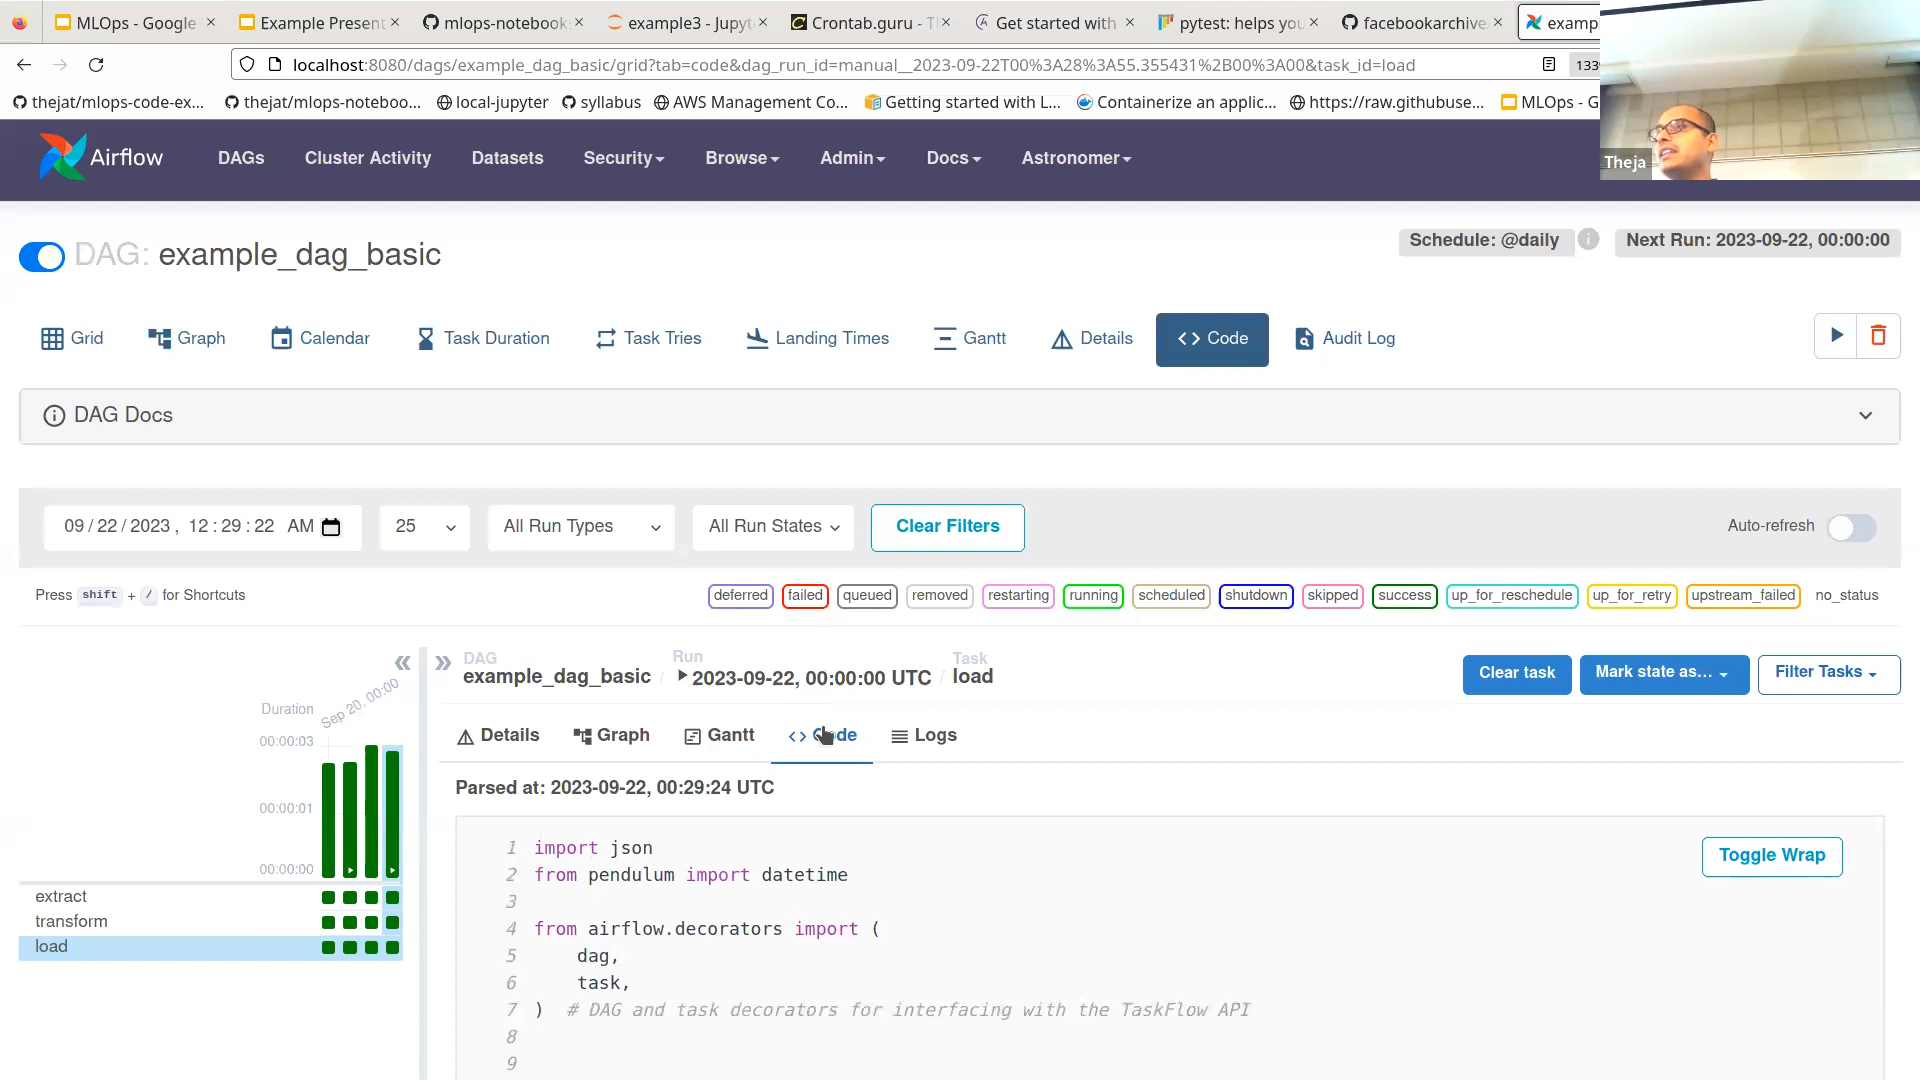 MLOps - Google × Example Present × mlops-notebook × example3 - Jupyt × Crontab.guru - T × Get started with × pytest: helps you × facebookarchive × examp
localhost:8080/dags/example_dag_basic/grid?tab=code&dag_run_id=manual__2023-09-22T00%3A28%3A55.355431%2B00%3A00&task_id=load 133
thejat/mlops-code-ex... thejat/mlops-noteboo... local-jupyter syllabus AWS Management Co... Getting started with L... Containerize an applic... https://raw.githubuse... MLOps - G
Theja
Airflow DAGs Cluster Activity Datasets Security Browse Admin Docs Astronomer
DAG: example_dag_basic Schedule: @daily i Next Run: 2023-09-22, 00:00:00
Grid Graph Calendar Task Duration Task Tries Landing Times Gantt Details <> Code Audit Log
DAG Docs
09/22/2023, 12:29:22 AM 25 All Run Types All Run States Clear Filters Auto-refresh
Press shift + / for Shortcuts deferred failed queued removed restarting running scheduled shutdown skipped success up_for_reschedule up_for_retry upstream_failed no_status
« » DAG Run Task
example_dag_basic / 2023-09-22, 00:00:00 UTC / load Clear task Mark state as... Filter Tasks
Duration Sep 20, 00:00
00:00:03
00:00:01
00:00:00
extract
transform
load
Details Graph Gantt <> Code Logs
Parsed at: 2023-09-22, 00:29:24 UTC
Toggle Wrap
1 import json
2 from pendulum import datetime
3
4 from airflow.decorators import (
5 dag,
6 task,
7 ) # DAG and task decorators for interfacing with the TaskFlow API
8
9